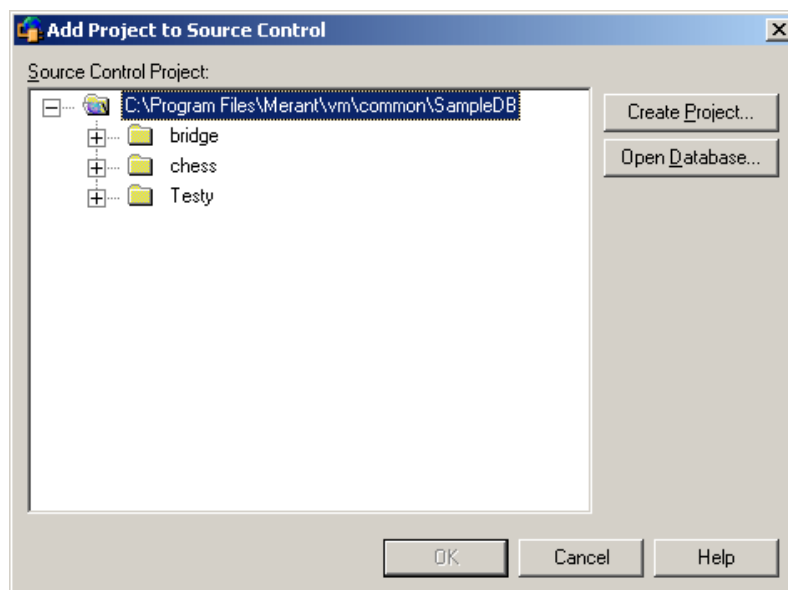 Add Project to Source Control
Source Control Project:
C:\Program Files\Merant\vm\common\SampleDB
bridge
chess
Testy
Create Project...
Open Database...
OK
Cancel
Help